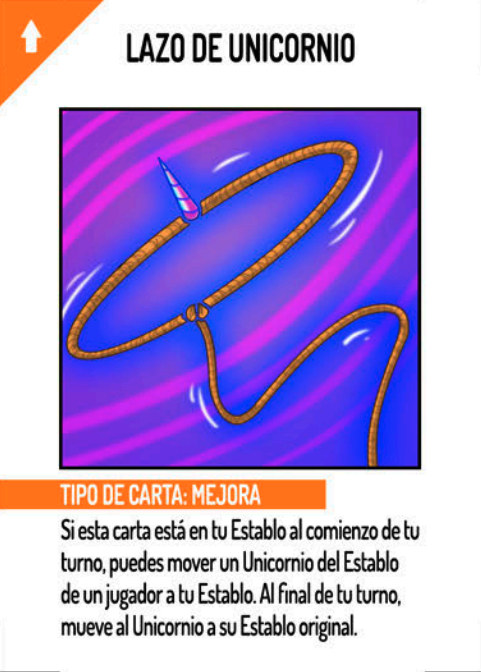 LAZO DE UNICORNIO
TIPO DE CARTA: MEJORA
Si esta carta está en tu Establo al comienzo de tu
turno, puedes mover un Unicornio del Establo
de un jugador a tu Establo. Al final de tu turno,
mueve al Unicornio a su Establo original.